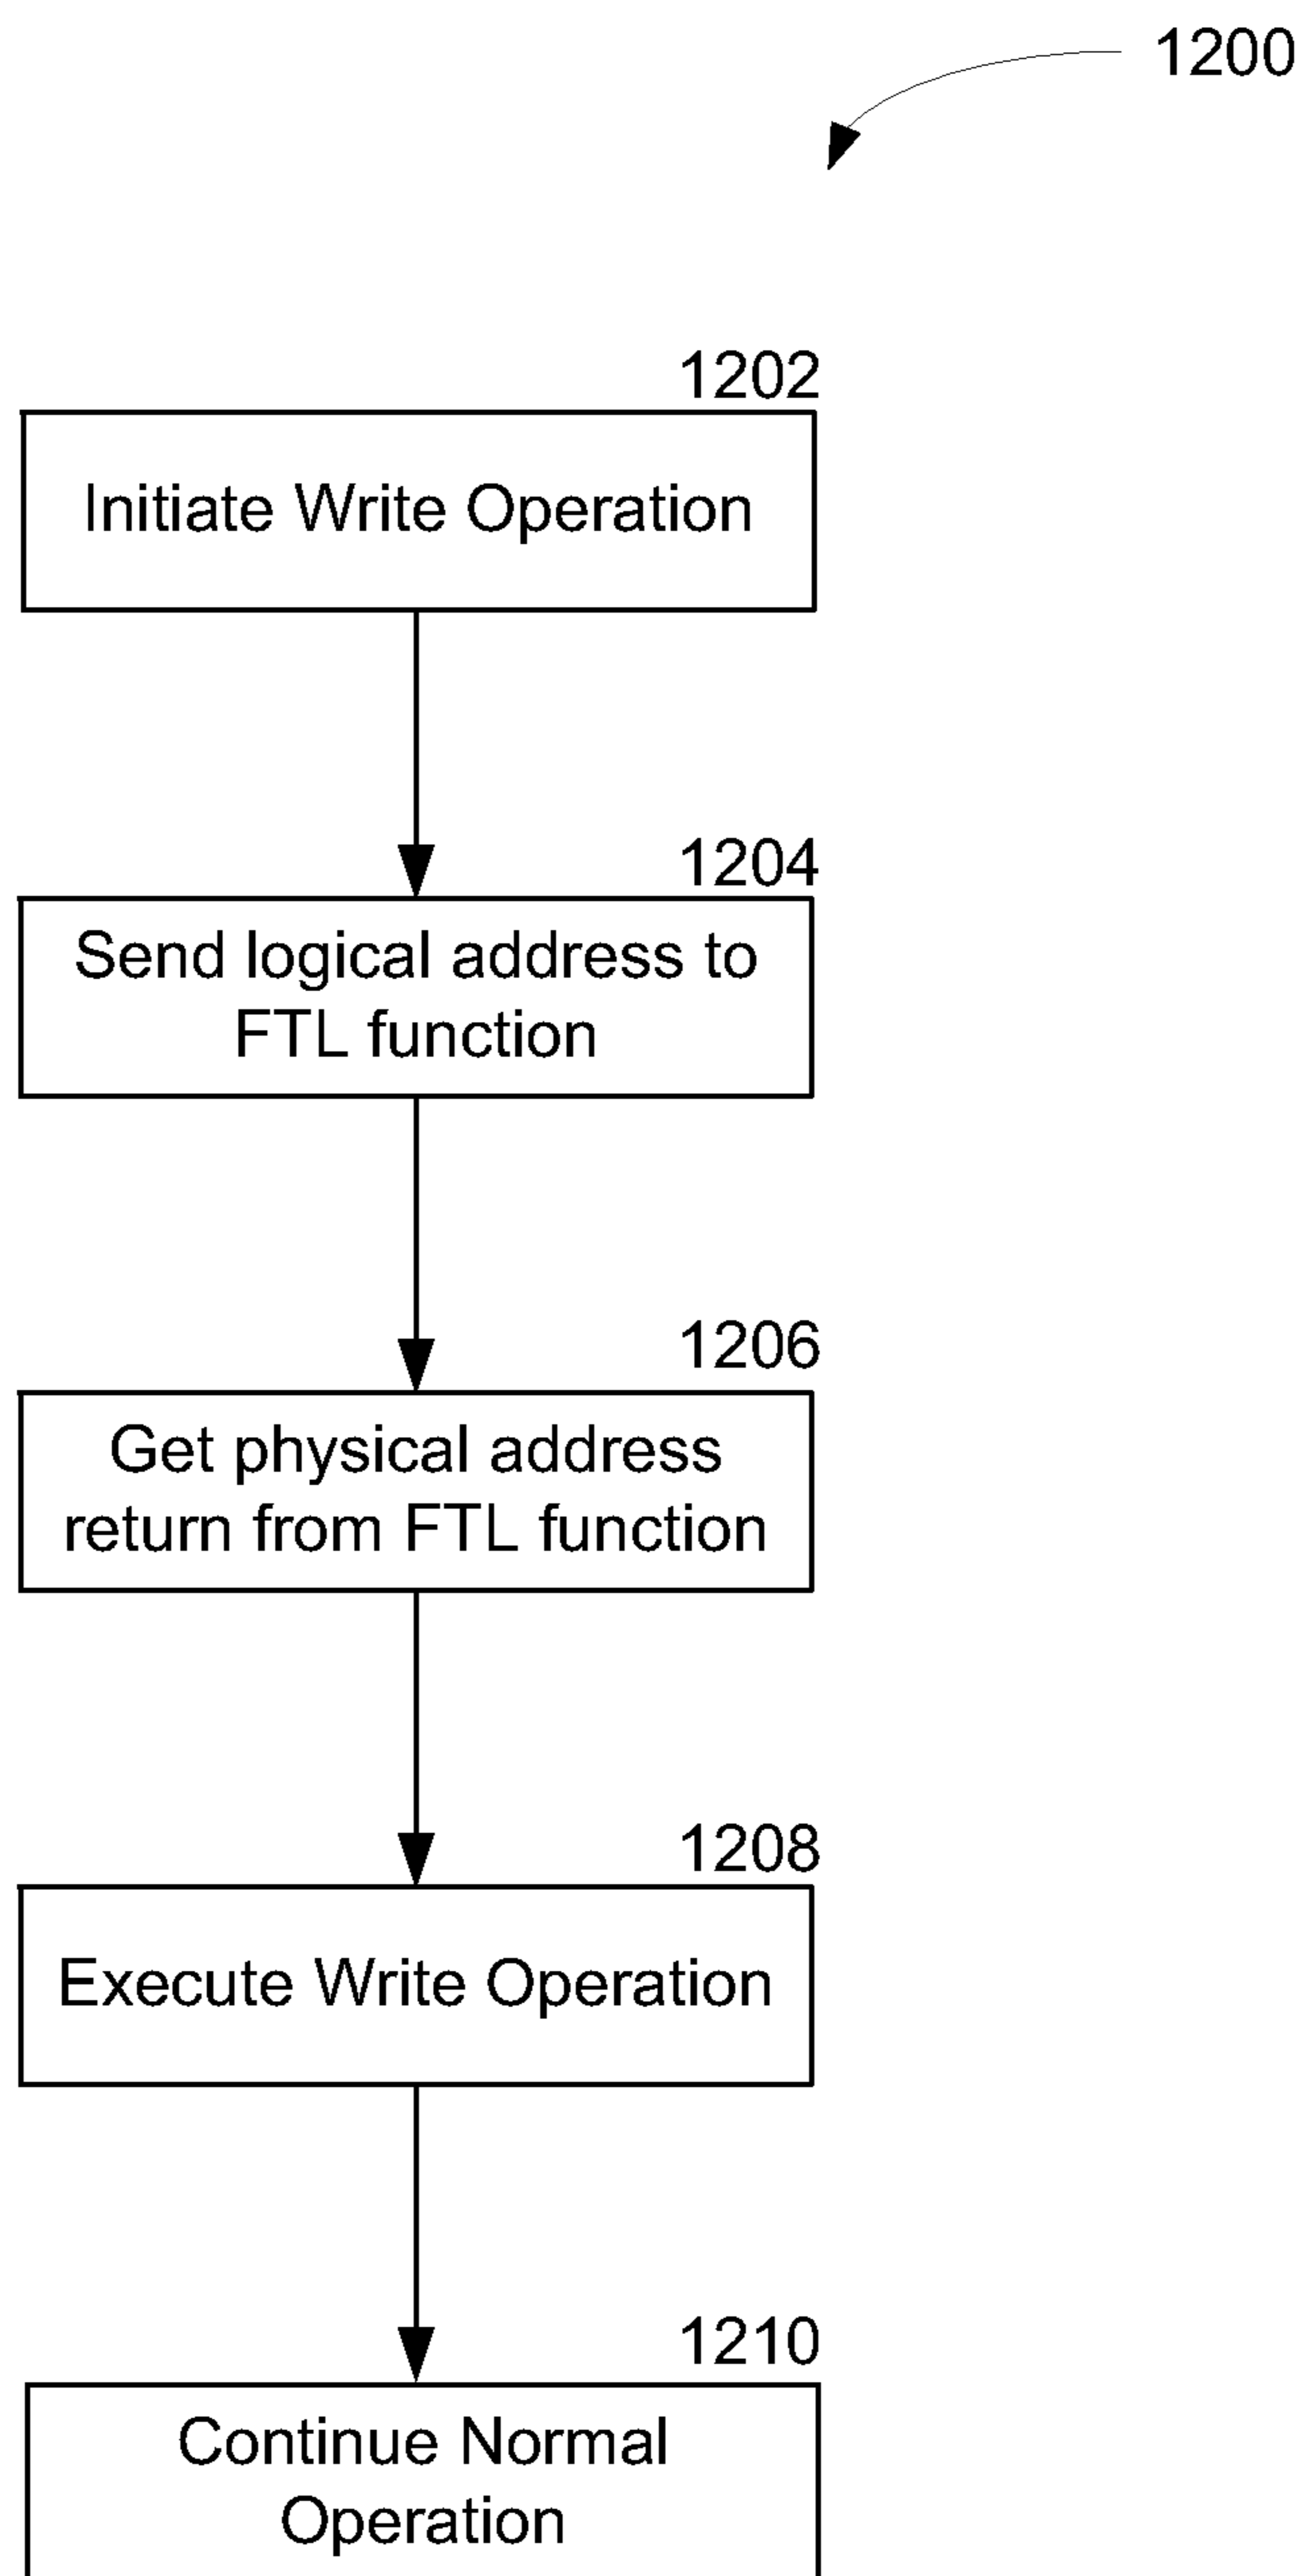 1200
1202
Initiate Write Operation
1204
Send logical address to
FTL function
1206
Get physical address
return from FTL function
1208
Execute Write Operation
1210
Continue Normal
Operation